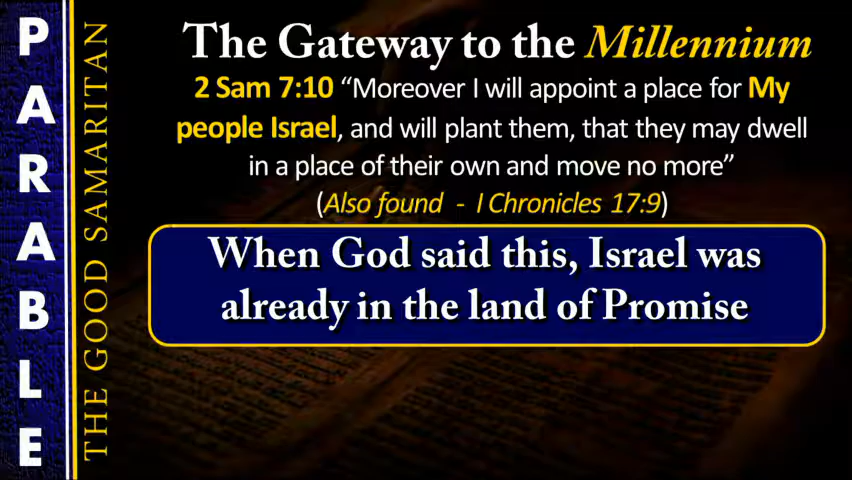 PARABLE
THE GOOD SAMARITAN
The Gateway to the Millennium
2 Sam 7:10 “Moreover I will appoint a place for My
people Israel, and will plant them, that they may dwell
in a place of their own and move no more”
(Also found - I Chronicles 17:9)
When God said this, Israel was
already in the land of Promise